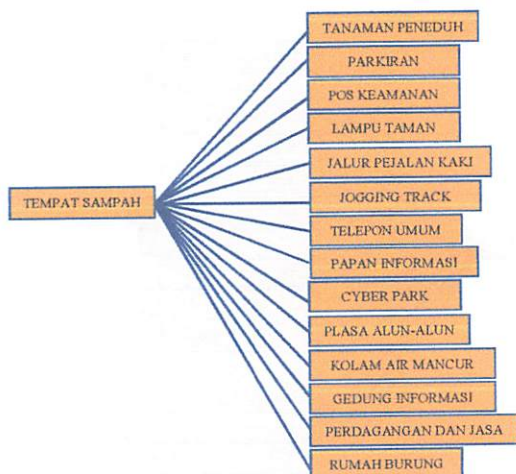 TANAMAN PENEDUH
PARKIRAN
POS KEAMANAN
LAMPU TAMAN
JALUR PEJALAN KAKI
TEMPAT SAMPAH
JOGGING TRACK
TELEPON UMUM
PAPAN INFORMASI
CYBER PARK
PLASA ALUN-ALUN
KOLAM AIR MANCUR
GEDUNG INFORMASI
PERDAGANGAN DAN JASA
RUMAH BURUNG